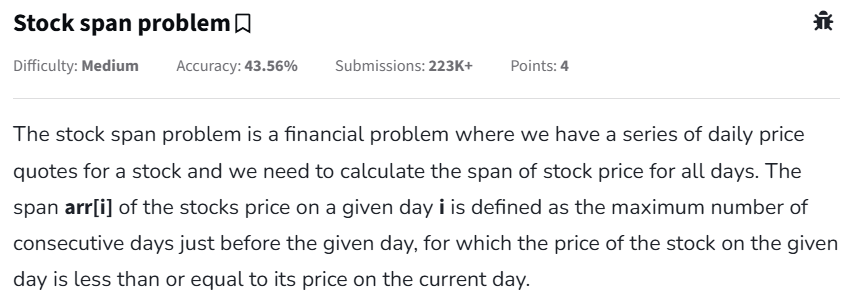 Stock span problem
Difficulty: Medium Accuracy: 43.56% Submissions: 223K+ Points: 4
The stock span problem is a financial problem where we have a series of daily price
quotes for a stock and we need to calculate the span of stock price for all days. The
span arr[i] of the stocks price on a given day i is defined as the maximum number of
consecutive days just before the given day, for which the price of the stock on the given
day is less than or equal to its price on the current day.